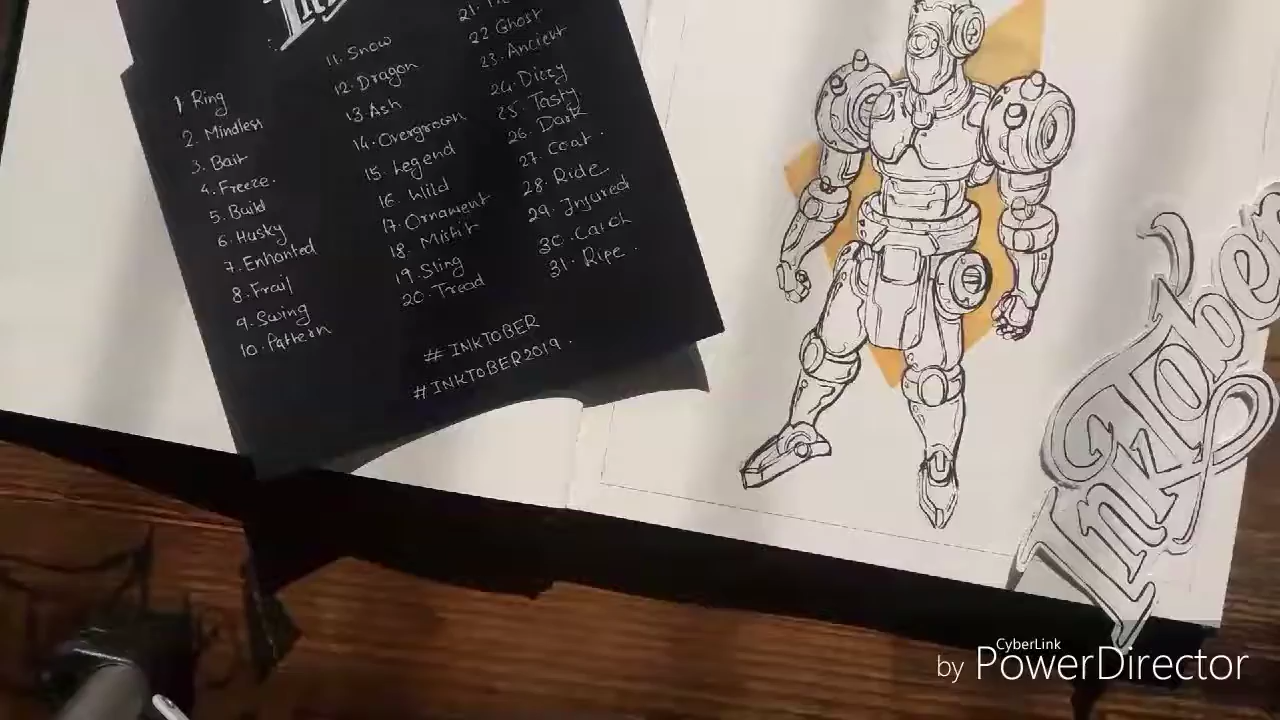 1. Ring
2. Mindless
3. Bait
4. Freeze.
5. Build
6. Husky
7. Enhanted
8. Frail
9. Swing
10. Pattern
11. Snow
12. Dragon
13. Ash
14. Overgrown
15. Legend
16. Wild
17. Ornament
18. Misfit
19. Sling
20. Tread
21.
22 Ghost
23. Ancient
24. Dizzy
25. Tasty
26. Dark
27. Coat.
28. Ride.
29. Injured
30. Catch
31. Ripe.
# INKTOBER
# INKTOBER2019.
InkTober
CyberLink
by PowerDirector